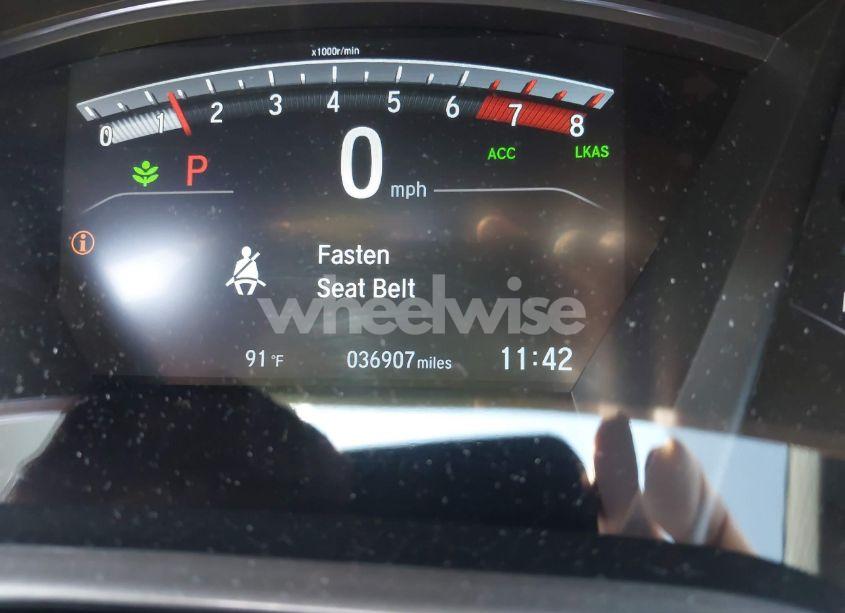 x1000r/min
0 1 2 3 4 5 6 7 8
P
0 mph
ACC
LKAS
Fasten
Seat Belt
wheelwise
91 °F
036907 miles
11:42